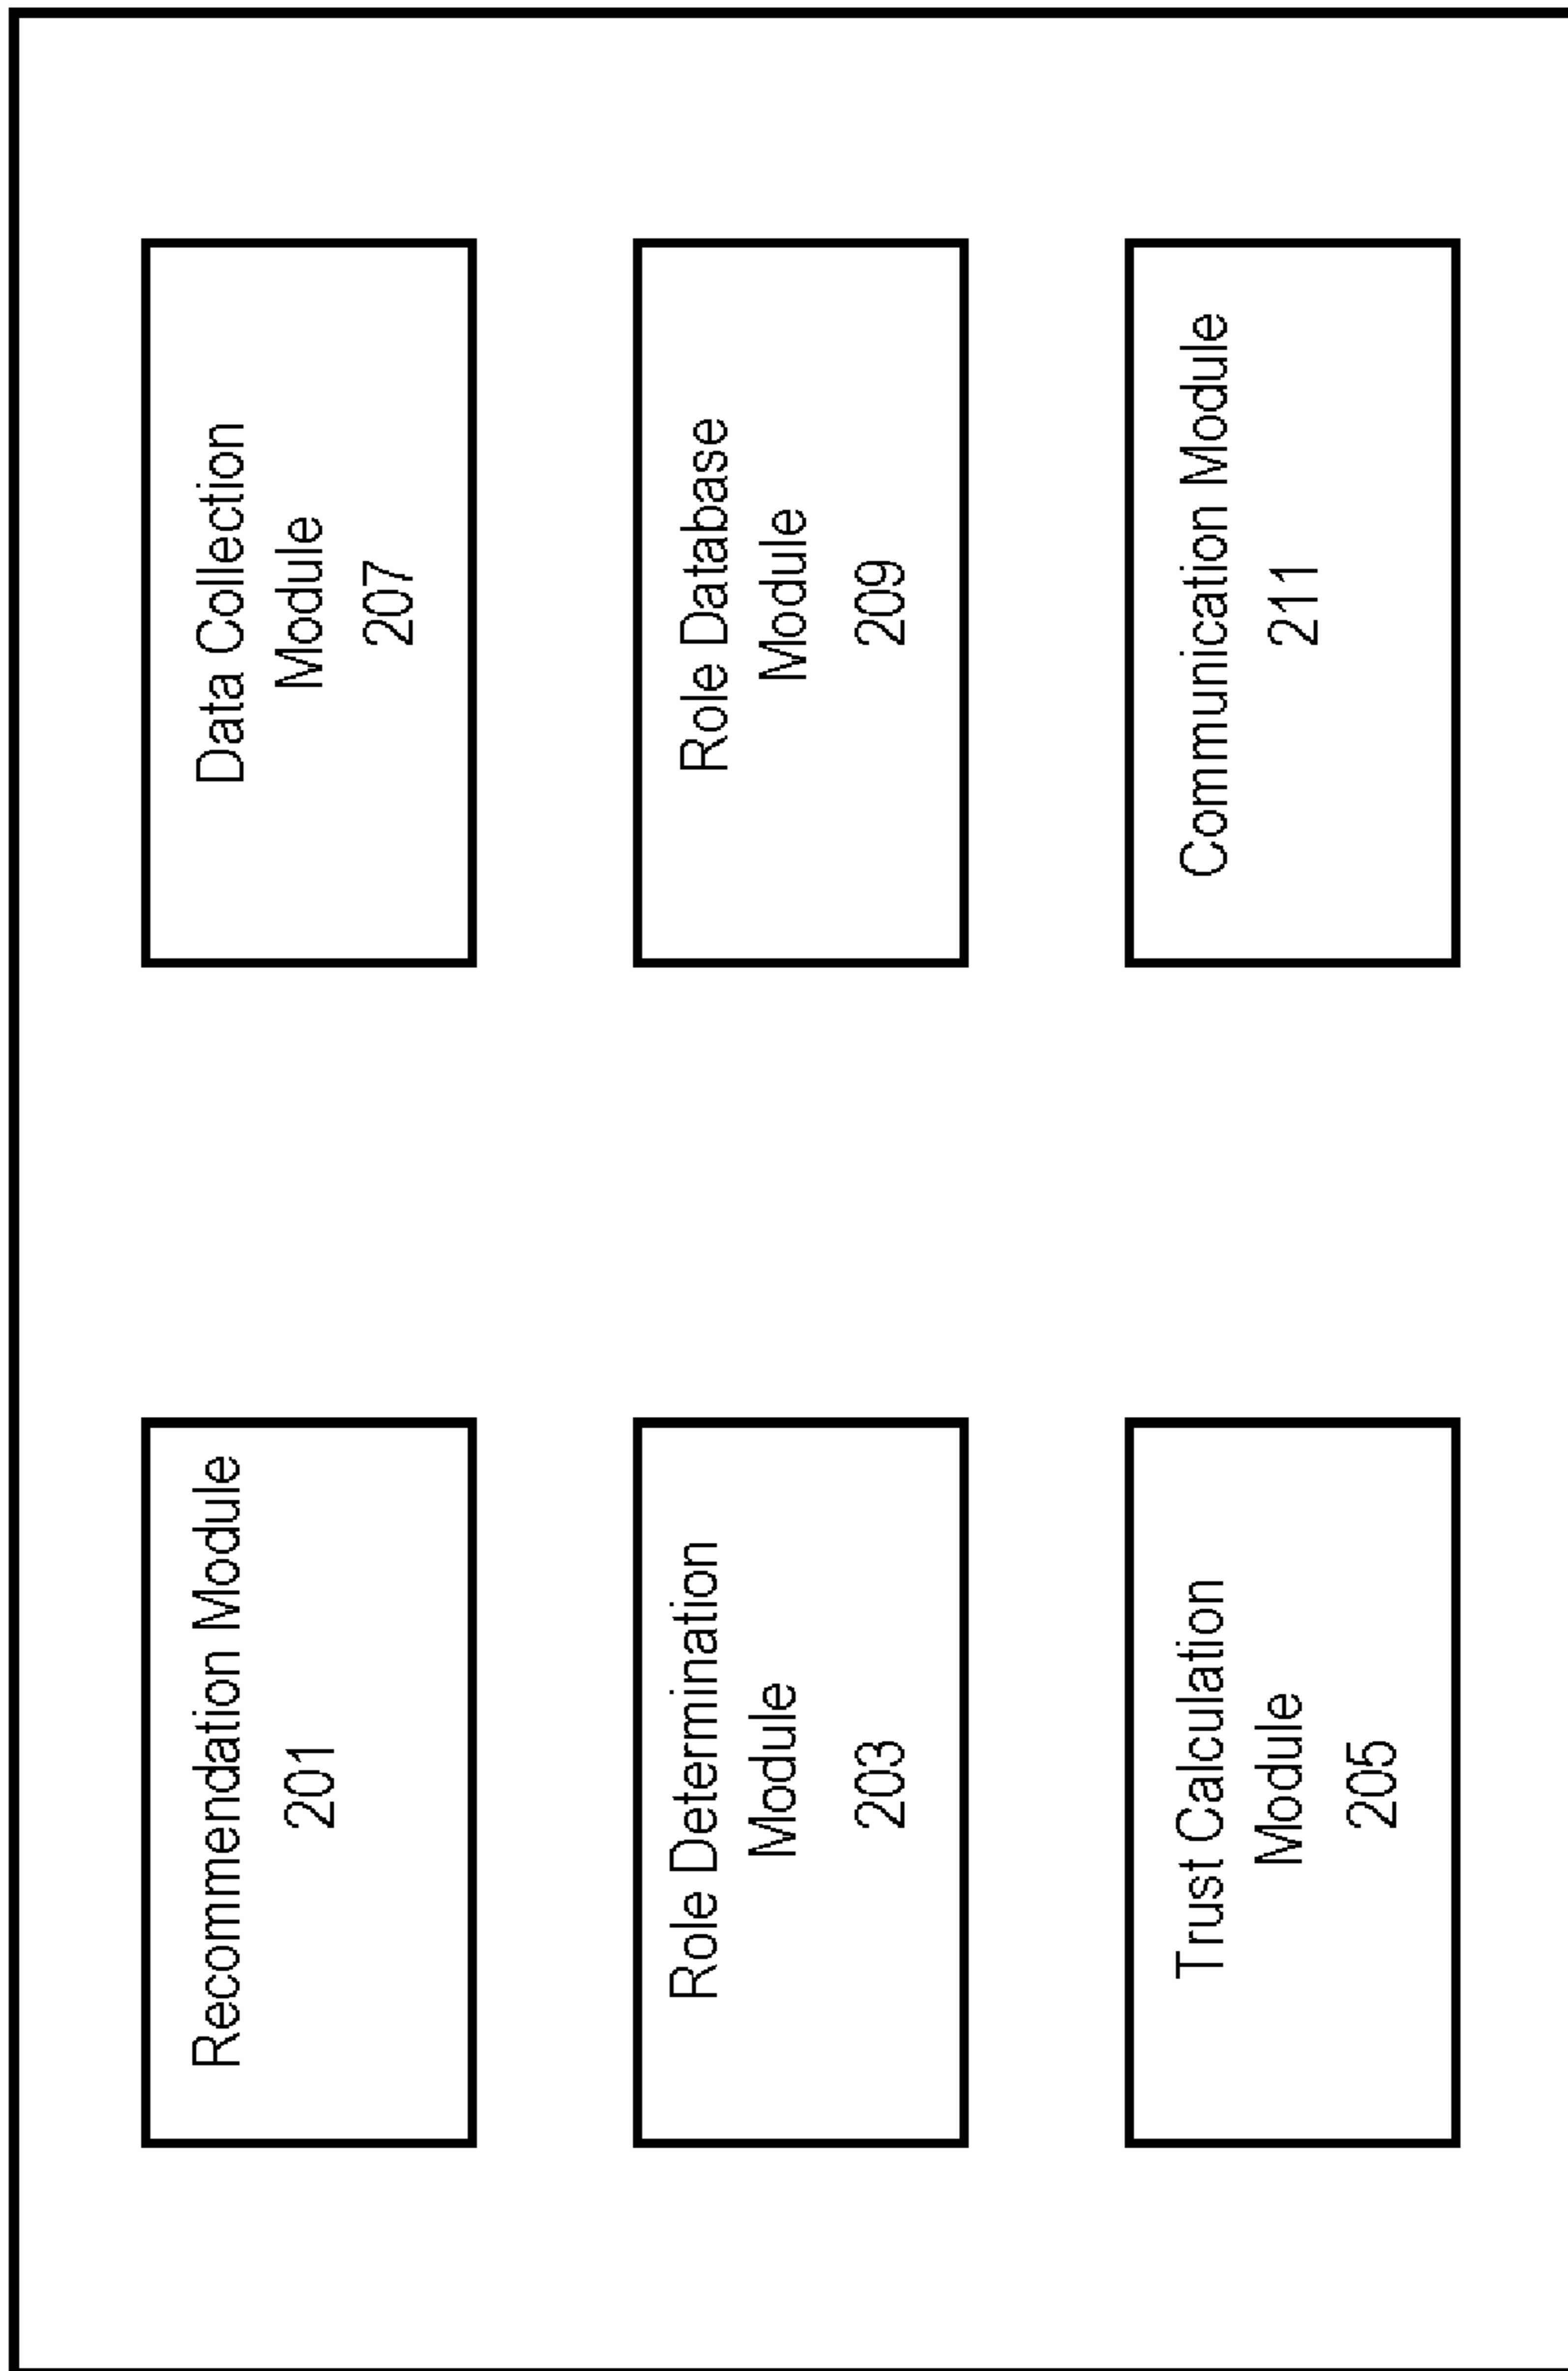 Recommendation Module
201
Role Determination
Module
203
Trust Calculation
Module
205
Data Collection
Module
207
Role Database
Module
209
Communication Module
211